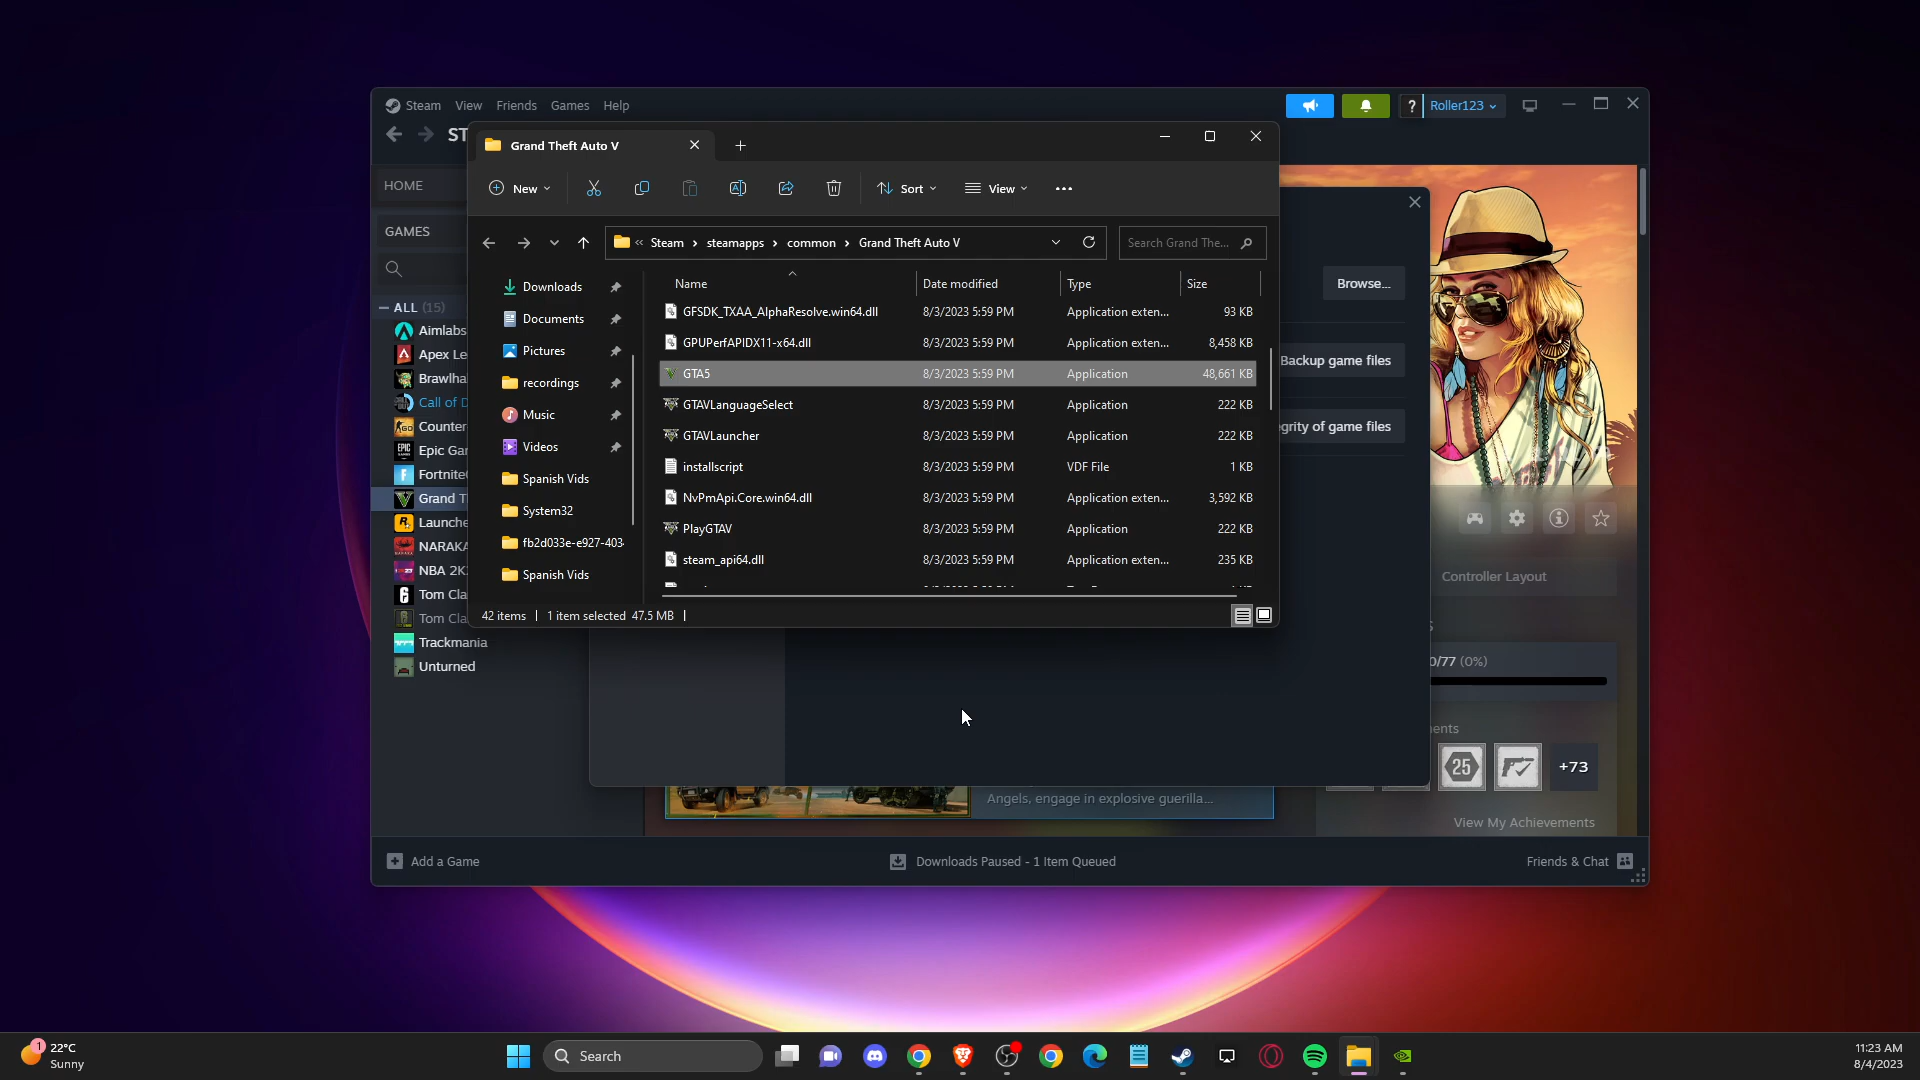 Steam View Friends Games Help
? Roller123
ST
Grand Theft Auto V
New
Sort
View
Steam > steamapps > common > Grand Theft Auto V
Search Grand The...
HOME
GAMES
ALL (15)
Aimlabs
Apex Le
Brawlha
Call of D
Counter
Epic Gar
Fortnite
Grand T
Launche
NARAKA
NBA 2K
Tom Cla
Tom Cla
Trackmania
Unturned
Downloads
Documents
Pictures
recordings
Music
Videos
Spanish Vids
System32
fb2d033e-e927-403
Spanish Vids
Name Date modified Type Size
GFSDK_TXAA_AlphaResolve.win64.dll 8/3/2023 5:59 PM Application exten... 93 KB
GPUPerfAPIDX11-x64.dll 8/3/2023 5:59 PM Application exten... 8,458 KB
GTA5 8/3/2023 5:59 PM Application 48,661 KB
GTAVLanguageSelect 8/3/2023 5:59 PM Application 222 KB
GTAVLauncher 8/3/2023 5:59 PM Application 222 KB
installscript 8/3/2023 5:59 PM VDF File 1 KB
NvPmApi.Core.win64.dll 8/3/2023 5:59 PM Application exten... 3,592 KB
PlayGTAV 8/3/2023 5:59 PM Application 222 KB
steam_api64.dll 8/3/2023 5:59 PM Application exten... 235 KB
42 items | 1 item selected 47.5 MB |
Browse...
Backup game files
egrity of game files
Controller Layout
S
0/77 (0%)
ents
25
+73
View My Achievements
Angels, engage in explosive guerilla...
Add a Game
Downloads Paused - 1 Item Queued
Friends & Chat
1
22°C
Sunny
Search
11:23 AM
8/4/2023